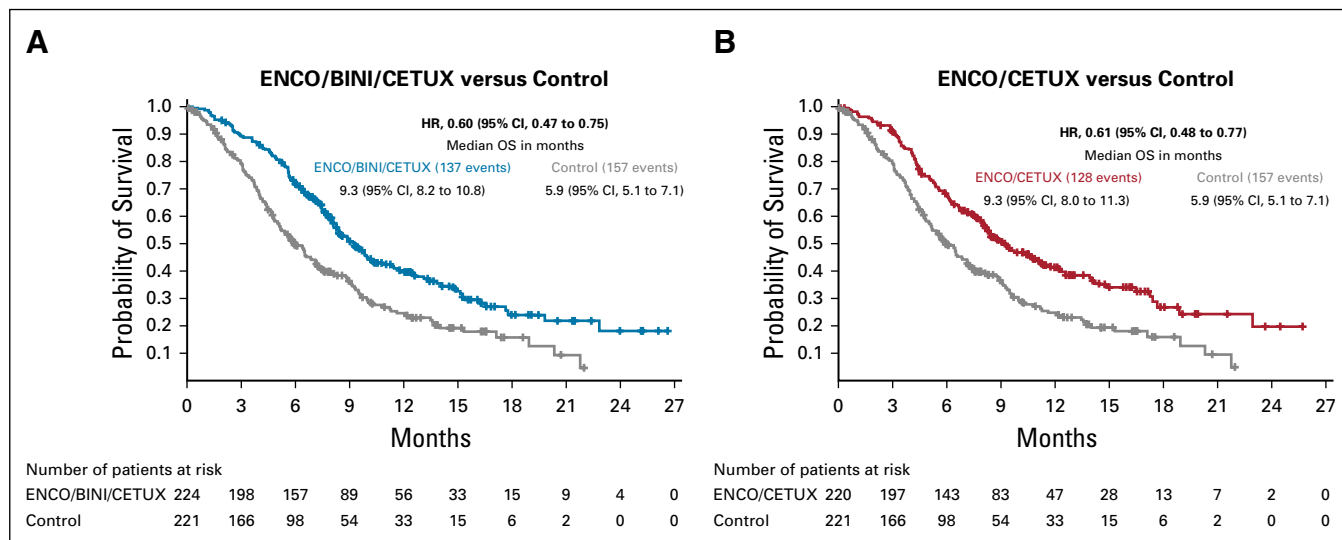 A
ENCO/BINI/CETUX versus Control
HR, 0.60 (95% CI, 0.47 to 0.75)
Median OS in months
ENCO/BINI/CETUX (137 events) Control (157 events)
9.3 (95% CI, 8.2 to 10.8) 5.9 (95% CI, 5.1 to 7.1)
Probability of Survival
1.0
0.9
0.8
0.7
0.6
0.5
0.4
0.3
0.2
0.1
0 3 6 9 12 15 18 21 24 27
Months
Number of patients at risk
ENCO/BINI/CETUX 224 198 157 89 56 33 15 9 4 0
Control 221 166 98 54 33 15 6 2 0 0
B
ENCO/CETUX versus Control
HR, 0.61 (95% CI, 0.48 to 0.77)
Median OS in months
ENCO/CETUX (128 events) Control (157 events)
9.3 (95% CI, 8.0 to 11.3) 5.9 (95% CI, 5.1 to 7.1)
Probability of Survival
1.0
0.9
0.8
0.7
0.6
0.5
0.4
0.3
0.2
0.1
0 3 6 9 12 15 18 21 24 27
Months
Number of patients at risk
ENCO/CETUX 220 197 143 83 47 28 13 7 2 0
Control 221 166 98 54 33 15 6 2 0 0